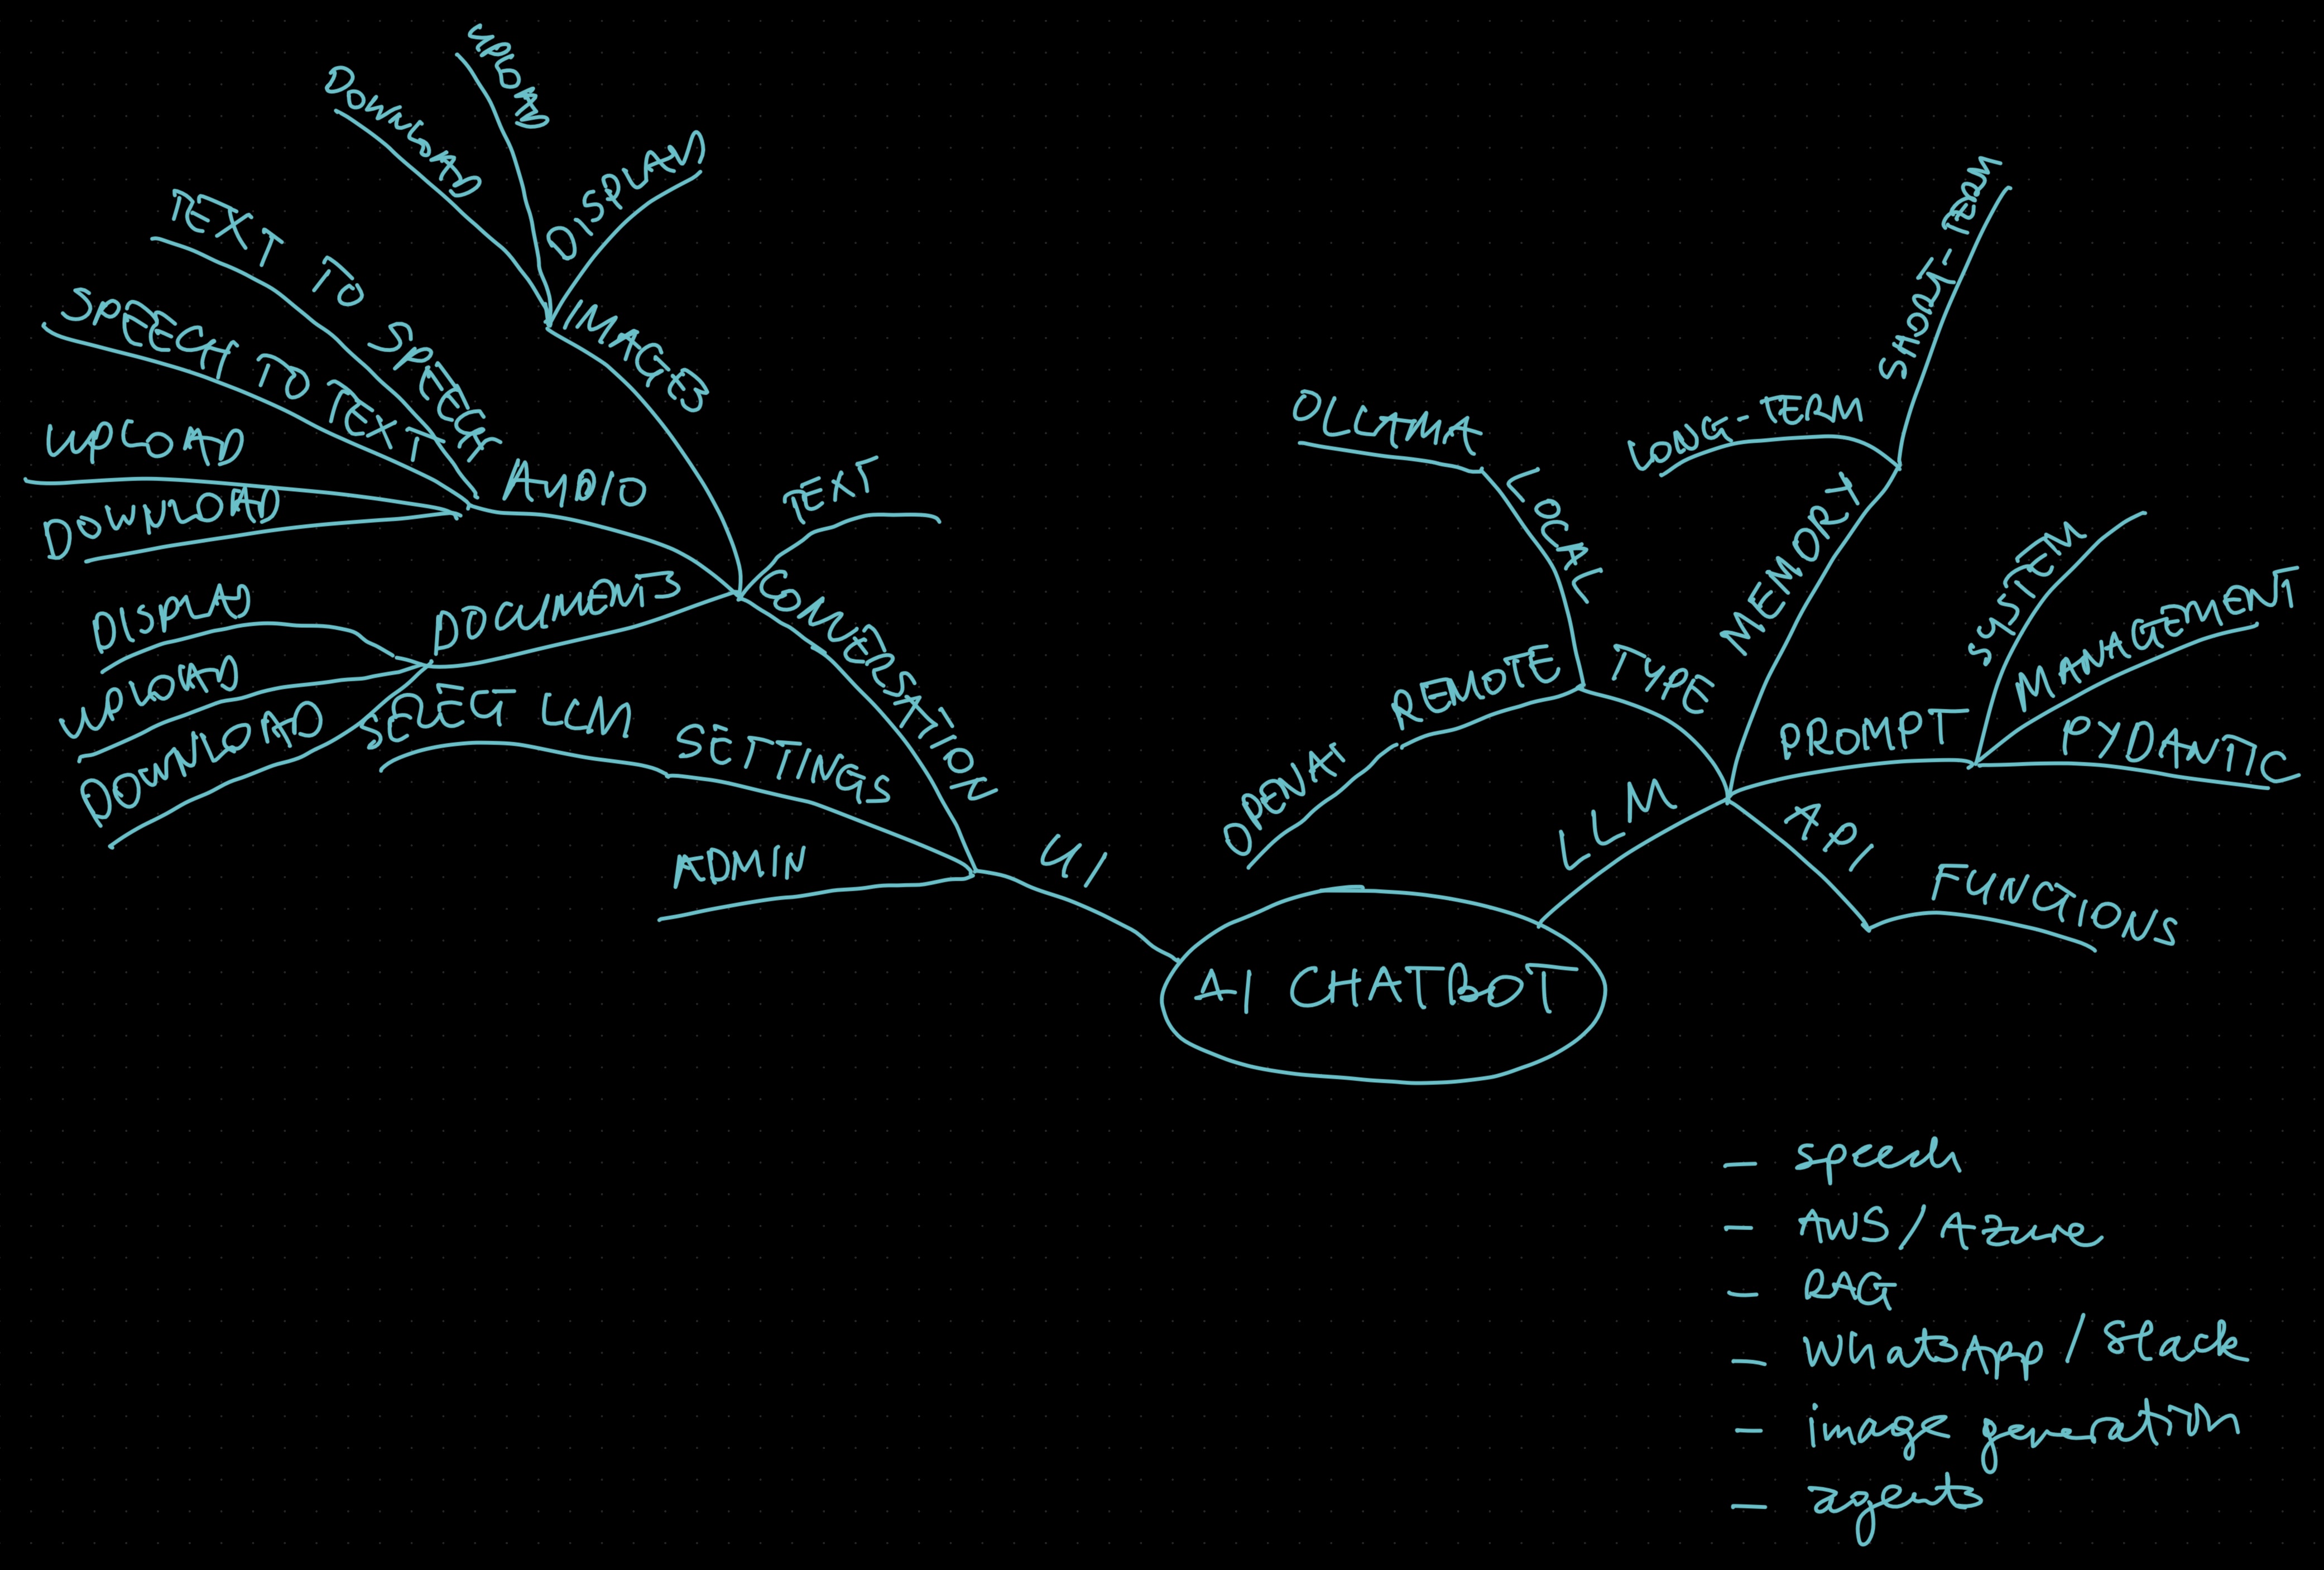 UPLOAD
DOWNLOAD
DISPLAY
IMAGES
TEXT TO SPEECH
SPEECH TO TEXT
UPLOAD
DOWNLOAD
AUDIO
TEXT
DISPLAY
UPLOAD
DOWNLOAD
DOCUMENTS
CONVERSATION
SELECT LLM
SETTINGS
ADMIN
UI
AI CHATBOT
LLM
OLLAMA
LOCAL
OPENAI
REMOTE
TYPE
LONG-TERM
SHORT-TERM
MEMORY
SYSTEM
MANAGEMENT
PYDANTIC
PROMPT
API
FUNCTIONS
- speech
- AWS/Azure
- RAG
- WhatsApp/Slack
- image generation
- agents